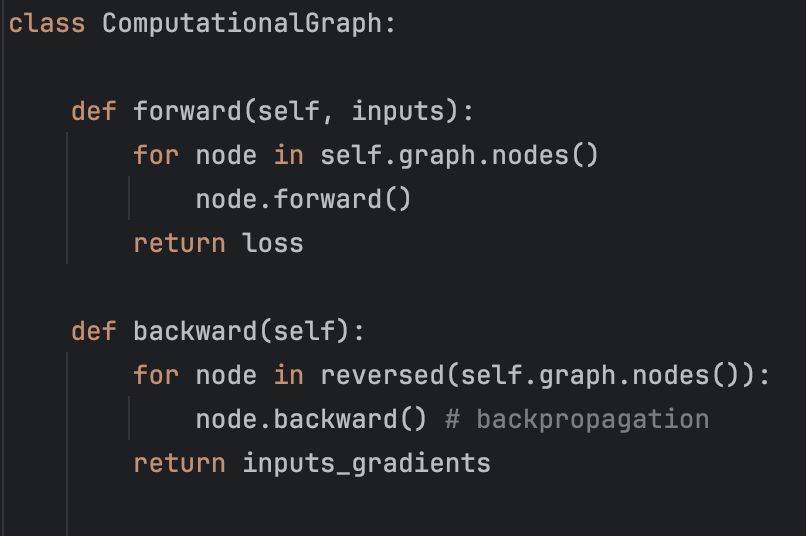 class ComputationalGraph:
    def forward(self, inputs):
        for node in self.graph.nodes()
            node.forward()
        return loss
    def backward(self):
        for node in reversed(self.graph.nodes()):
            node.backward() # backpropagation
        return inputs_gradients